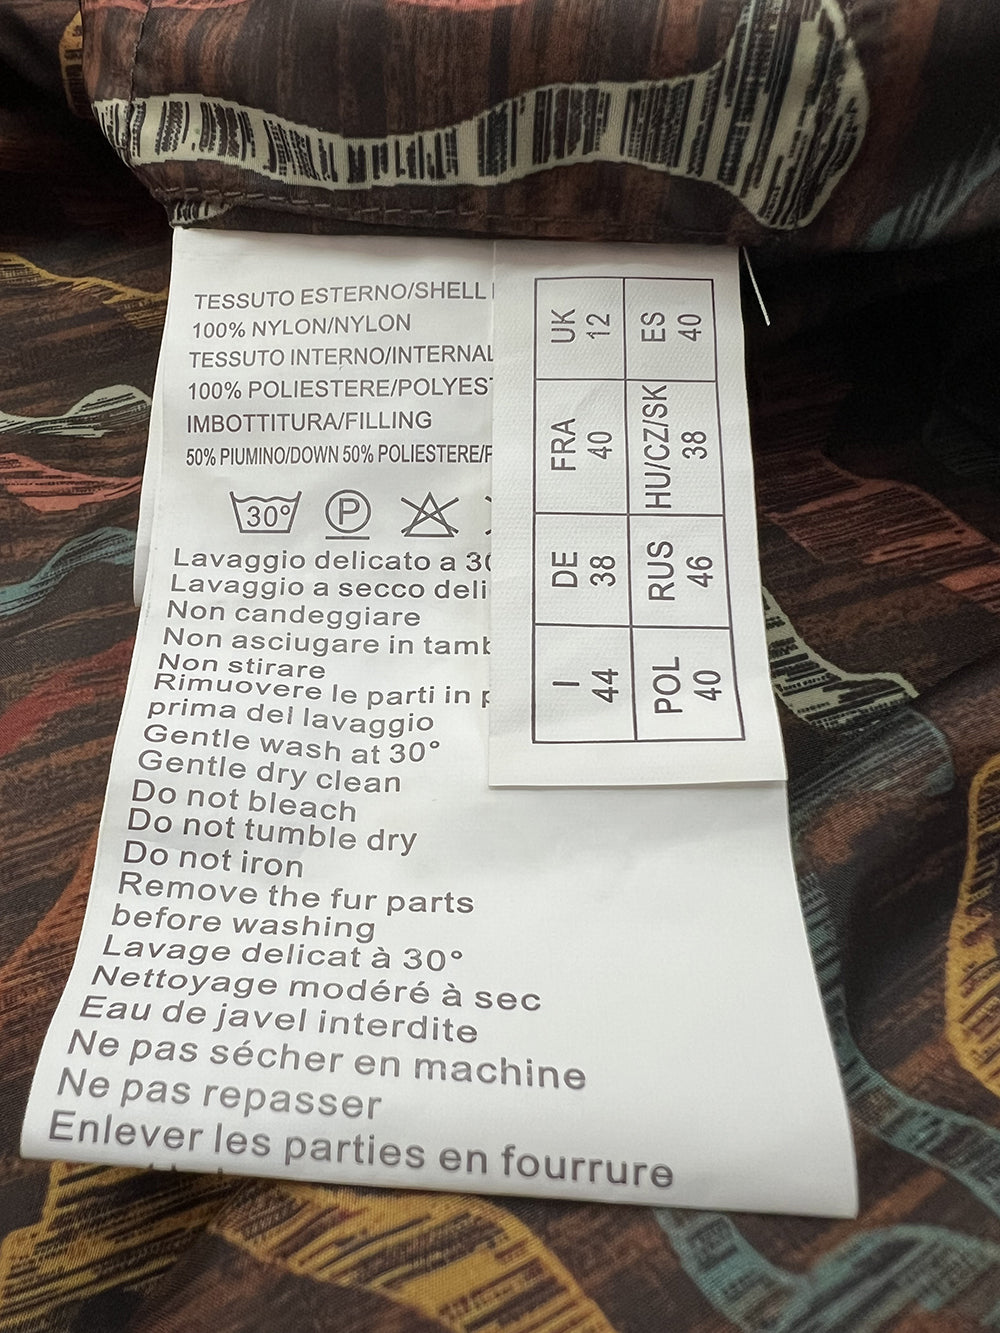 TESSUTO ESTERNO/SHELL
100% NYLON/NYLON
TESSUTO INTERNO/INTERNAL
100% POLIESTERE/POLYEST
IMBOTTITURA/FILLING
50% PIUMINO/DOWN 50% POLIESTERE/P
30° P
Lavaggio delicato a 30
Lavaggio a secco deli
Non candeggiare
Non asciugare in tamb
Non stirare
Rimuovere le parti in p
prima del lavaggio
Gentle wash at 30°
Gentle dry clean
Do not bleach
Do not tumble dry
Do not iron
Remove the fur parts
before washing
Lavage delicat à 30°
Nettoyage modéré à sec
Eau de javel interdite
Ne pas sécher en machine
Ne pas repasser
Enlever les parties en fourrure
I DE FRA UK
44 38 40 12
POL RUS HU/CZ/SK ES
40 46 38 40